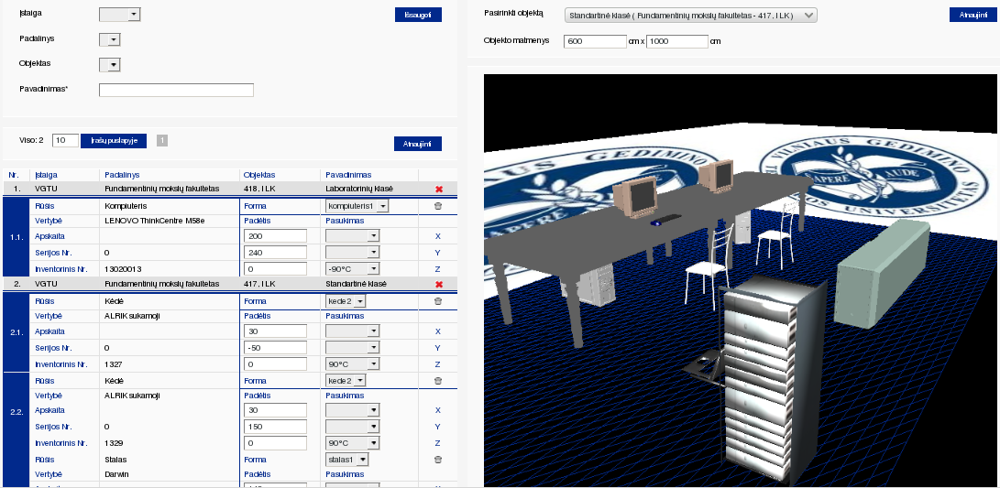 Įstaiga
Išsaugoti
Padalinys
Objektas
Pavadinimas*
Viso: 2 10 Įrašų puslapyje 1
Atnaujinti
Nr. Įstaiga Padalinys Objektas Pavadinimas
1. VGTU Fundamentinių mokslų fakultetas 418, I LK Laboratorinių klasė
Rūšis Kompiuteris Forma kompiuteris1
Vertybė LENOVO ThinkCentre M58e Padėtis Pasukimas
1.1. Apskaita 200 X
Serijos Nr. 0 240 Y
Inventorinis Nr. 13020013 0 -90°C Z
2. VGTU Fundamentinių mokslų fakultetas 417, I LK Standartinė klasė
Rūšis Kėdė Forma kede2
Vertybė ALRIK sukamoji Padėtis Pasukimas
2.1. Apskaita 30 X
Serijos Nr. 0 -50 Y
Inventorinis Nr. 1327 0 90°C Z
Rūšis Kėdė Forma kede2
Vertybė ALRIK sukamoji Padėtis Pasukimas
2.2. Apskaita 30 X
Serijos Nr. 0 150 Y
Inventorinis Nr. 1329 0 90°C Z
Rūšis Stalas Forma stalas1
Vertybė Darwin Padėtis Pasukimas
Pasirinkti objektą Standartinė klasė ( Fundamentinių mokslų fakultetas - 417, I LK ) Atnaujinti
Objekto matmenys 600 cm x 1000 cm
US GEDIMINO
APERE
VILNIAUS GEDIMINO
SAPERE AUDE
UNIVERSITETAS